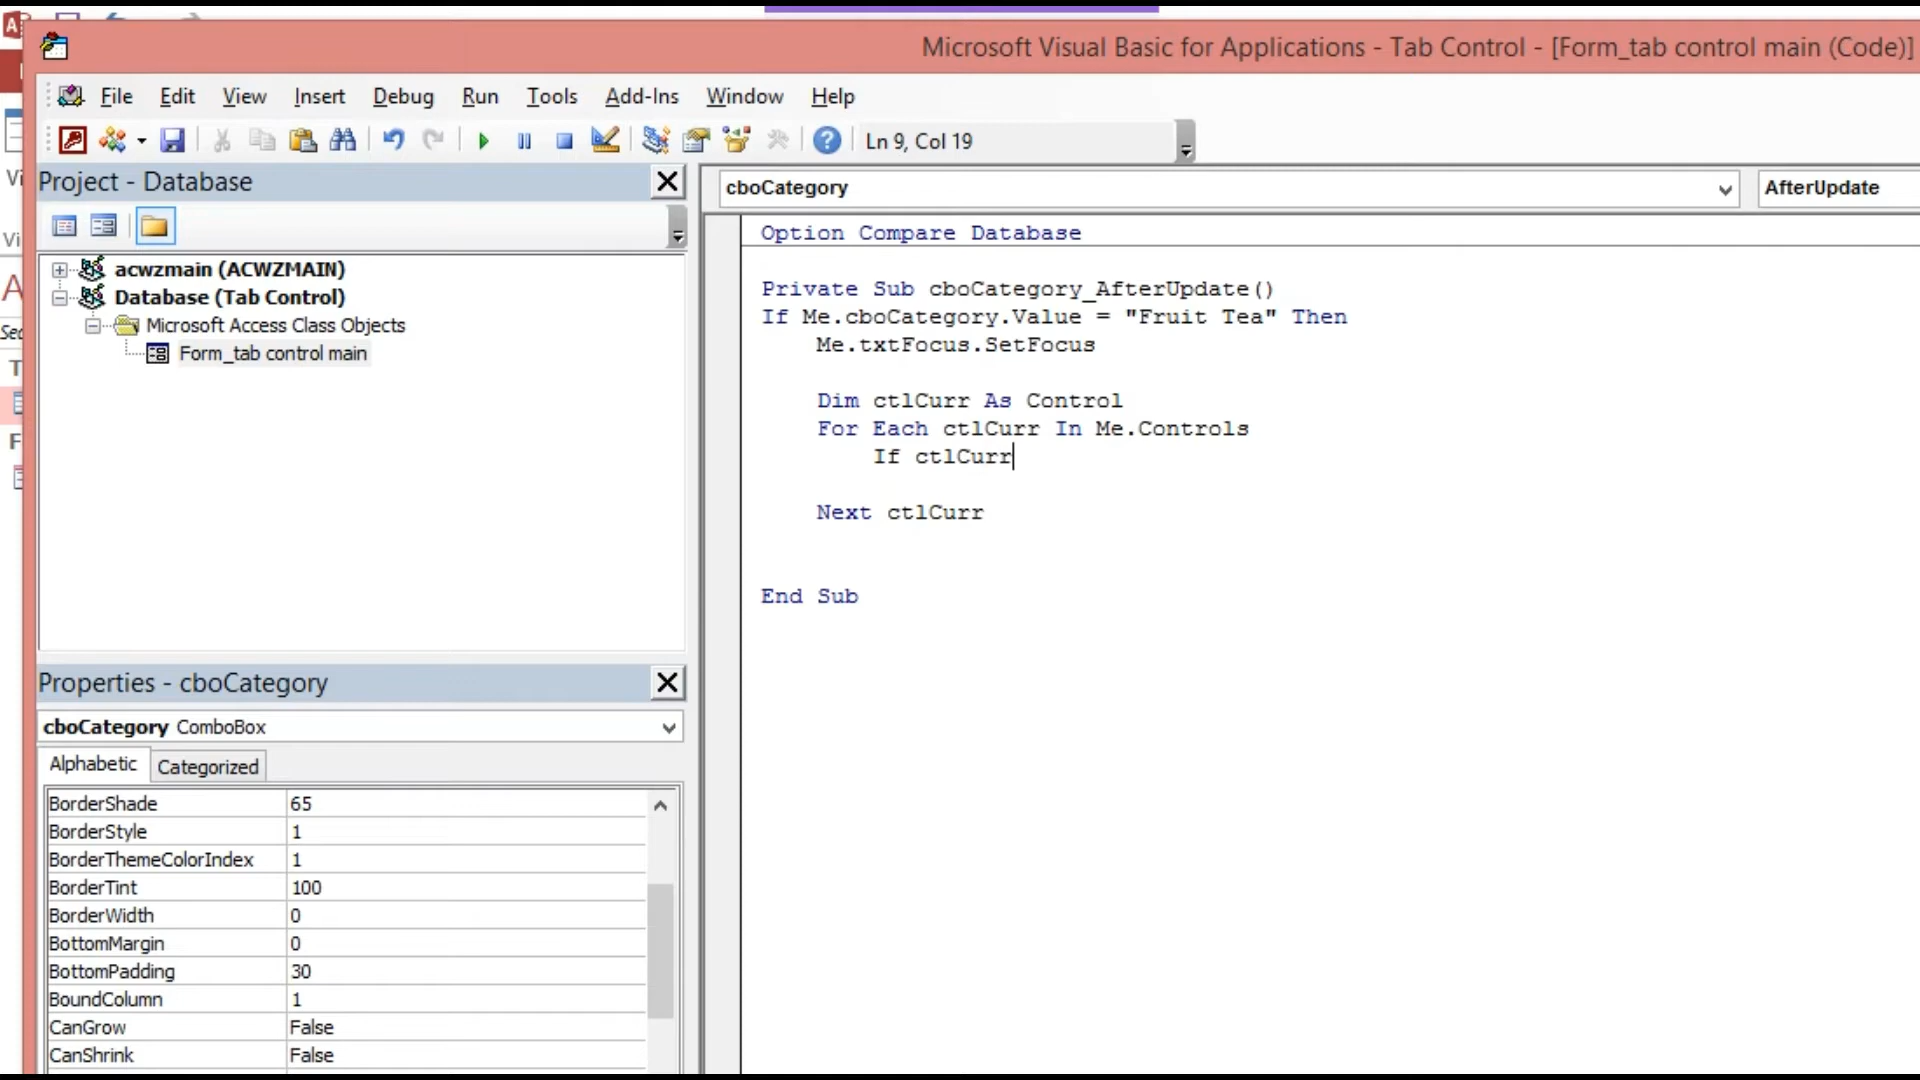 Microsoft Visual Basic for Applications - Tab Control - [Form_tab control main (Code)]
File Edit View Insert Debug Run Tools Add-Ins Window Help
Ln 9, Col 19
Project - Database
acwzmain (ACWZMAIN)
Database (Tab Control)
Microsoft Access Class Objects
Form_tab control main
cboCategory AfterUpdate
Option Compare Database
Private Sub cboCategory_AfterUpdate()
If Me.cboCategory.Value = "Fruit Tea" Then
Me.txtFocus.SetFocus
Dim ctlCurr As Control
For Each ctlCurr In Me.Controls
If ctlCurr
Next ctlCurr
End Sub
Properties - cboCategory
cboCategory ComboBox
Alphabetic Categorized
BorderShade 65
BorderStyle 1
BorderThemeColorIndex 1
BorderTint 100
BorderWidth 0
BottomMargin 0
BottomPadding 30
BoundColumn 1
CanGrow False
CanShrink False